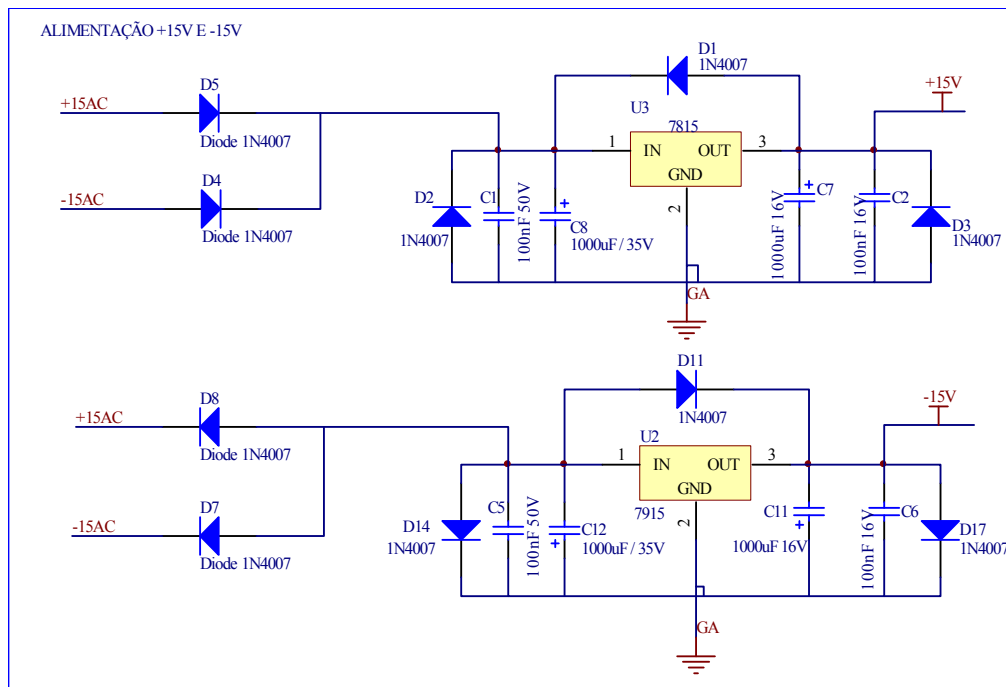 ALIMENTAÇÃO +15V E -15V
D1
1N4007
+15V
D5
+15AC
Diode 1N4007
U3
7815
1
IN
OUT
3
GND
2
D4
-15AC
Diode 1N4007
D2
1N4007
C1
100nF 50V
+
C8
1000uF / 35V
+
C7
1000uF 16V
C2
100nF 16V
D3
1N4007
GA
D11
1N4007
-15V
D8
+15AC
Diode 1N4007
U2
1
IN
OUT
3
GND
2
7915
D7
-15AC
Diode 1N4007
D14
1N4007
C5
100nF 50V
C12
+
1000uF / 35V
C11
+
1000uF 16V
C6
100nF 16V
D17
1N4007
GA